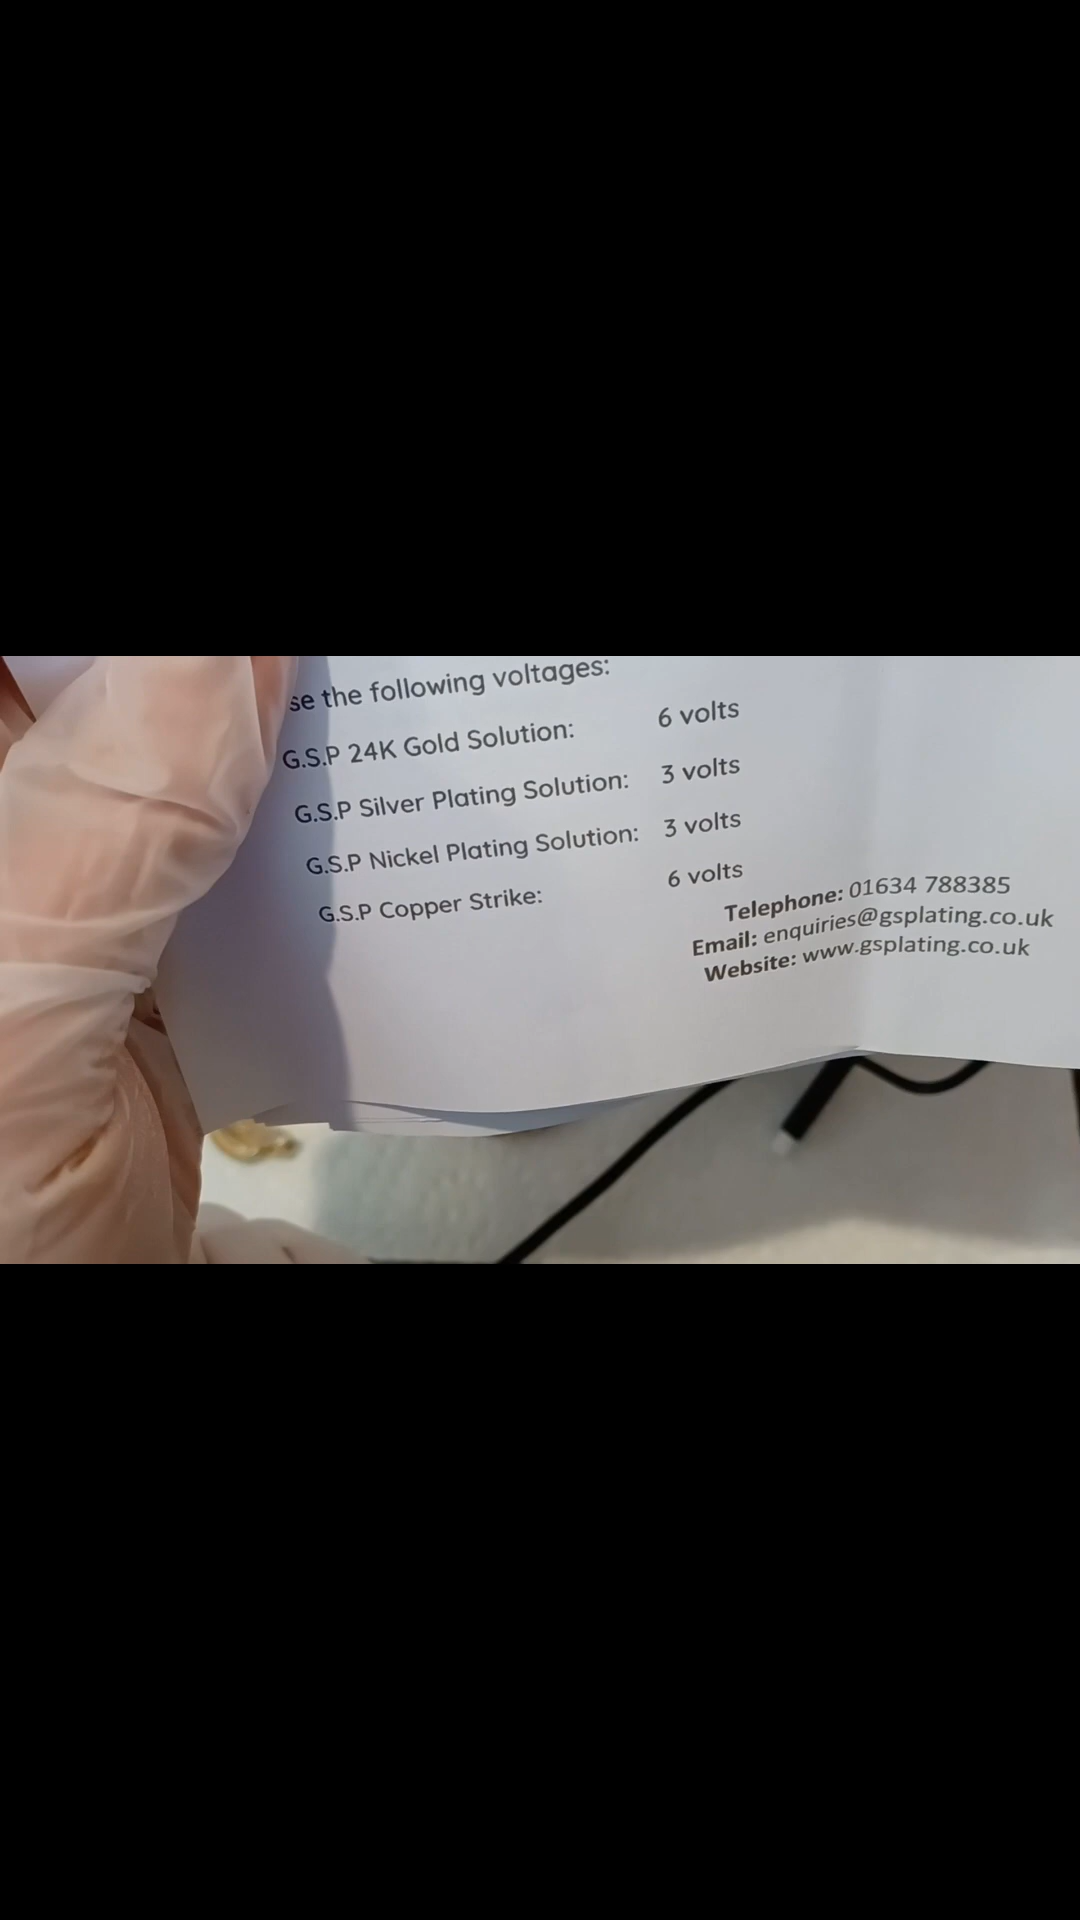 se the following voltages:
G.S.P 24K Gold Solution: 6 volts
G.S.P Silver Plating Solution: 3 volts
G.S.P Nickel Plating Solution: 3 volts
G.S.P Copper Strike: 6 volts
Telephone: 01634 788385
Email: enquiries@gsplating.co.uk
Website: www.gsplating.co.uk